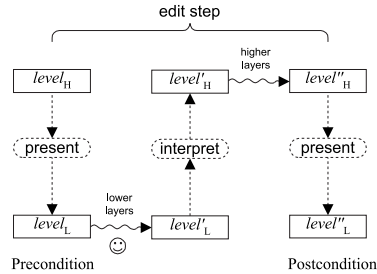 edit step
higher
layers
level_H level'_H level''_H
present interpret present
lower
layers
level_L level'_L level''_L
Precondition Postcondition